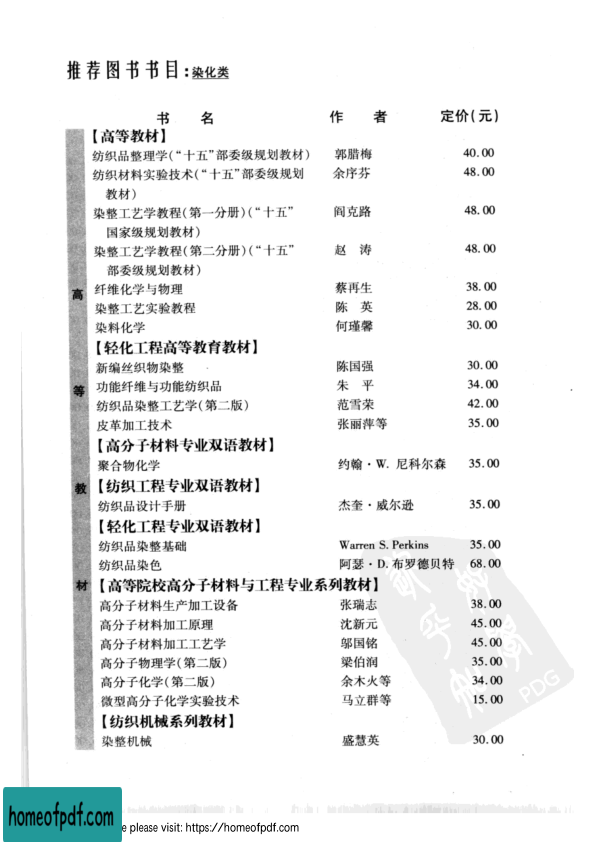 推荐图书书目:染化类
书 名 作 者 定价(元)
【高等教材】
纺织品整理学(“十五”部委级规划教材) 郭腊梅 40.00
纺织材料实验技术(“十五”部委级规划 余序芬 48.00
教材)
染整工艺学教程(第一分册)(“十五” 阎克路 48.00
国家级规划教材)
染整工艺学教程(第二分册)(“十五” 赵 涛 48.00
部委级规划教材)
高 纤维化学与物理 蔡再生 38.00
染整工艺实验教程 陈 英 28.00
染料化学 何瑾馨 30.00
【轻化工程高等教育教材】
新编丝织物染整 陈国强 30.00
等 功能纤维与功能纺织品 朱 平 34.00
纺织品染整工艺学(第二版) 范雪荣 42.00
皮革加工技术 张丽萍等 35.00
【高分子材料专业双语教材】
聚合物化学 约翰·W. 尼科尔森 35.00
教 【纺织工程专业双语教材】
纺织品设计手册 杰奎·威尔逊 35.00
【轻化工程专业双语教材】
纺织品染整基础 Warren S. Perkins 35.00
纺织品染色 阿瑟·D. 布罗德贝特 68.00
材 【高等院校高分子材料与工程专业系列教材】
高分子材料生产加工设备 张瑞志 38.00
高分子材料加工原理 沈新元 45.00
高分子材料加工工艺学 邬国铭 45.00
高分子物理学(第二版) 梁伯润 35.00
高分子化学(第二版) 余木火等 34.00
微型高分子化学实验技术 马立群等 15.00
【纺织机械系列教材】
染整机械 盛慧英 30.00
PDG
homeofpdf.com
e please visit: https://homeofpdf.com